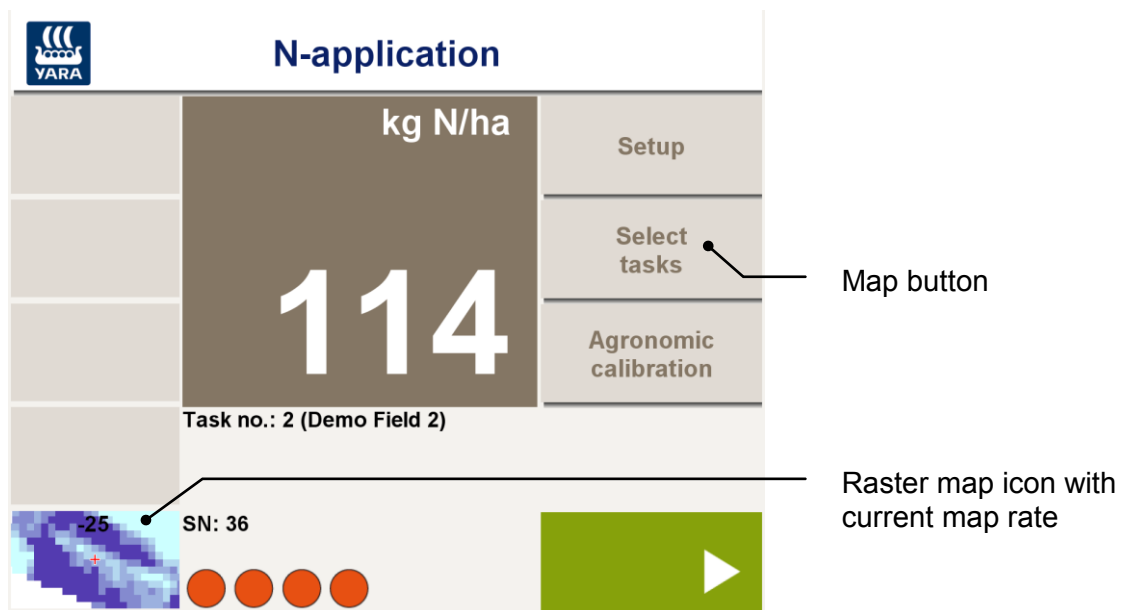 YARA
N-application
kg N/ha
114
Setup
Select
tasks
Agronomic
calibration
Map button
Task no.: 2 (Demo Field 2)
Raster map icon with
current map rate
-25
SN: 36